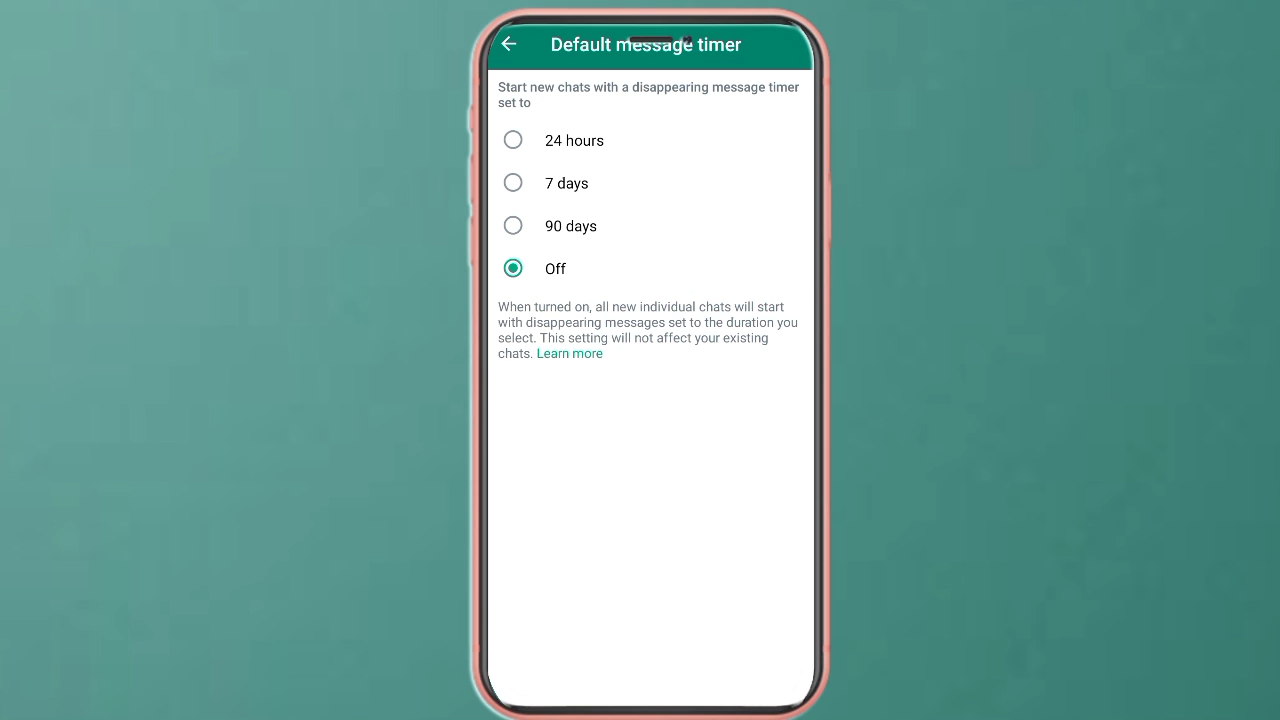 Default message timer
Start new chats with a disappearing message timer
set to
24 hours
7 days
90 days
Off
When turned on, all new individual chats will start
with disappearing messages set to the duration you
select. This setting will not affect your existing
chats. Learn more